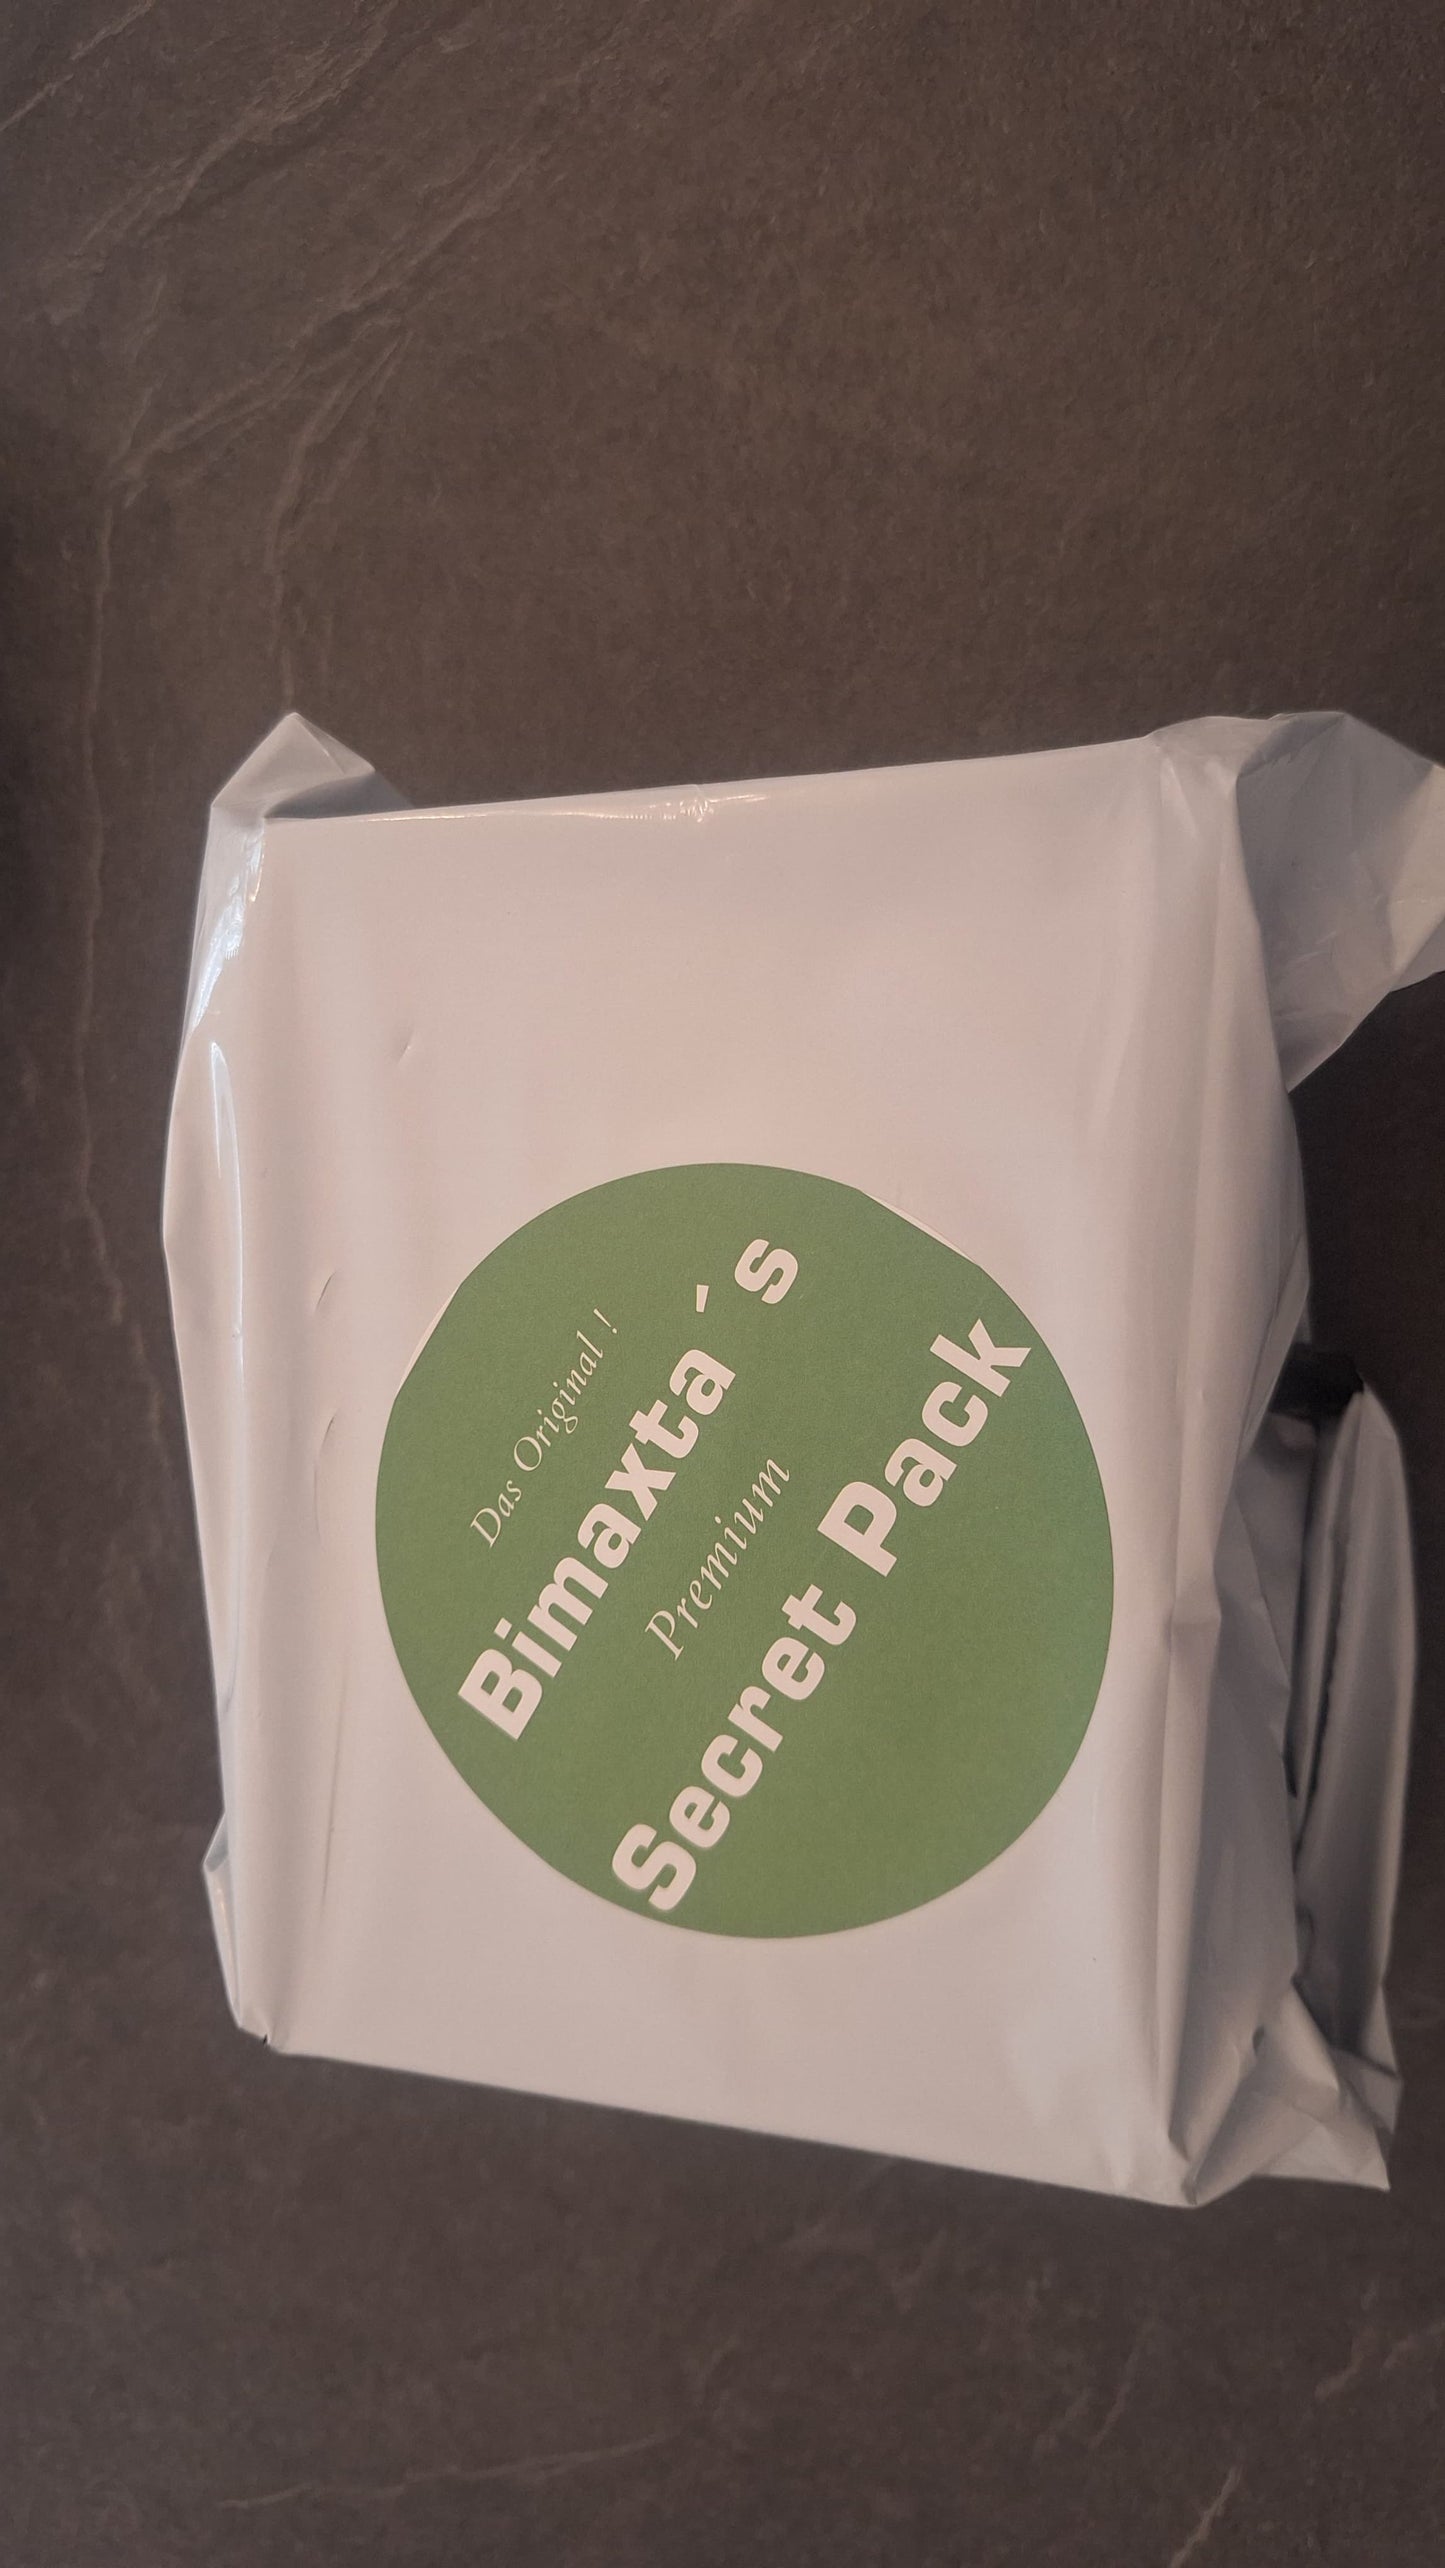 Das Original !
Bimaxta´s
Premium
Secret Pack